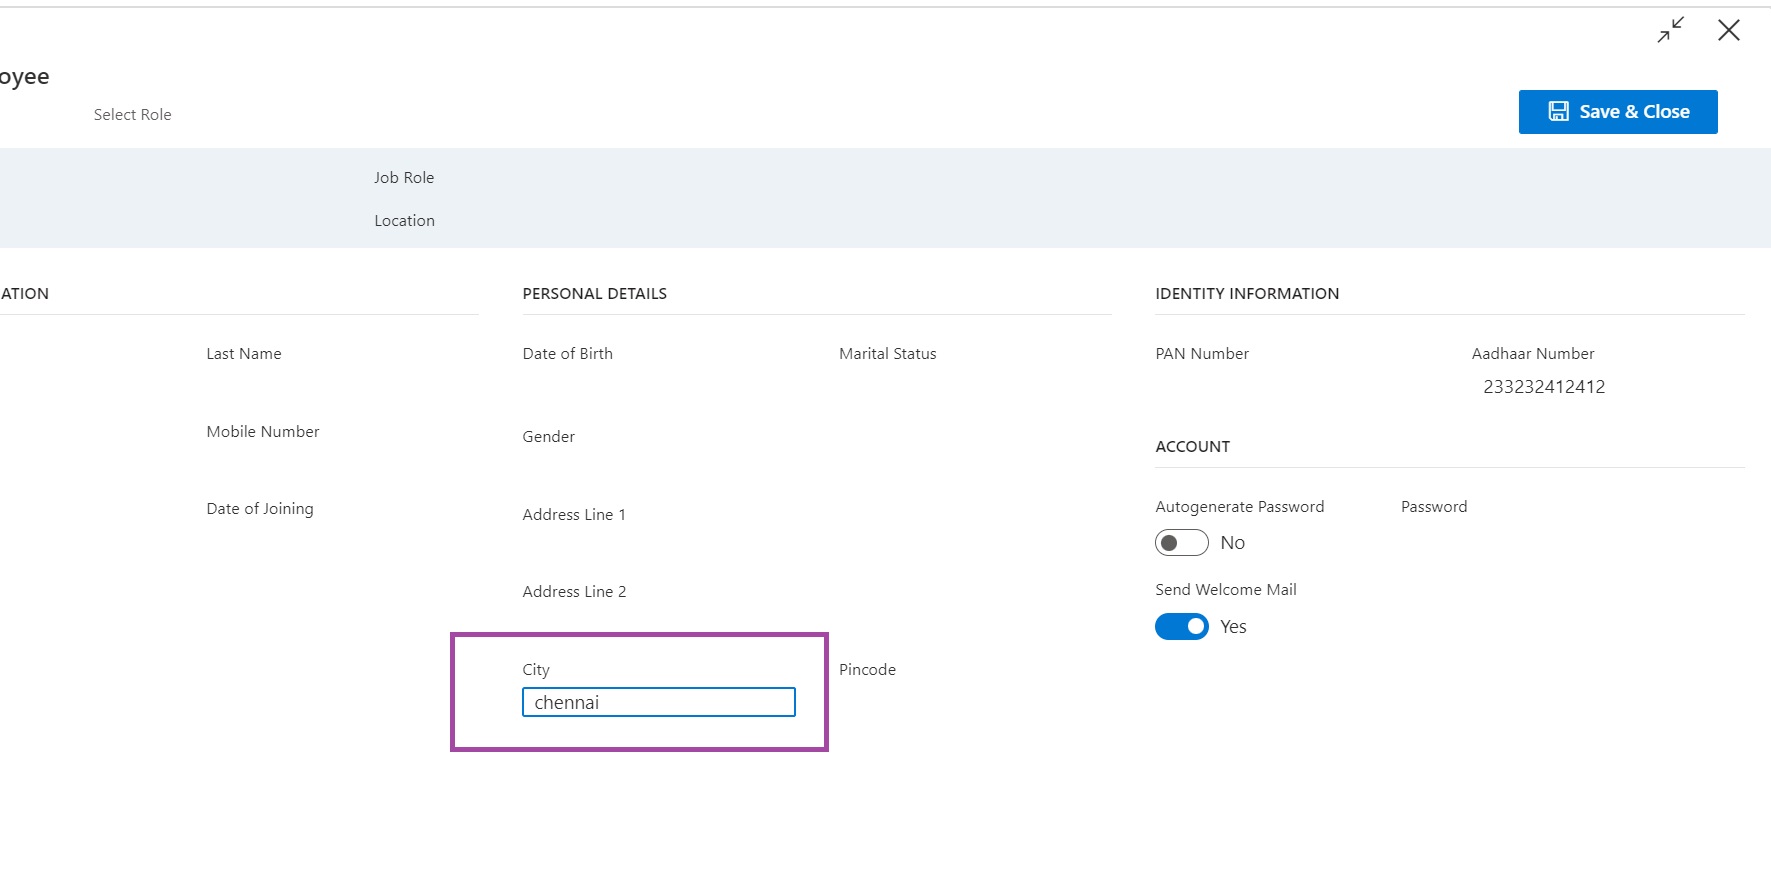 oyee
Select Role
Save & Close
Job Role
Location
ATION
Last Name
Mobile Number
Date of Joining
PERSONAL DETAILS
Date of Birth
Marital Status
Gender
Address Line 1
Address Line 2
City
chennai
Pincode
IDENTITY INFORMATION
PAN Number
Aadhaar Number
233232412412
ACCOUNT
Autogenerate Password
Password
No
Send Welcome Mail
Yes